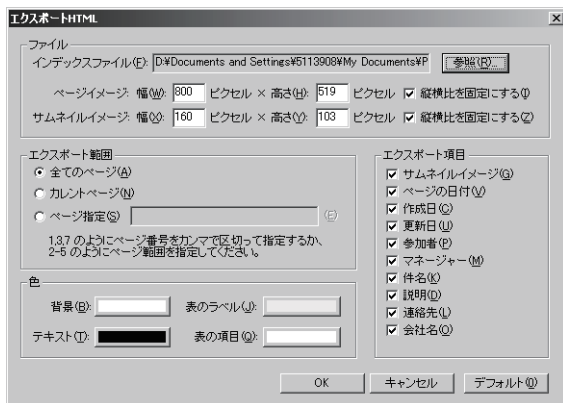 エクスポートHTML
ファイル
インデックスファイル(F): D:¥Documents and Settings¥5113908¥My Documents¥P 参照(R)...
ページイメージ: 幅(W): 800 ピクセル × 高さ(H): 519 ピクセル 縦横比を固定にする(I)
サムネイルイメージ: 幅(X): 160 ピクセル × 高さ(Y): 103 ピクセル 縦横比を固定にする(Z)
エクスポート範囲
全てのページ(A)
カレントページ(N)
ページ指定(S) (E)
1,3,7 のようにページ番号をカンマで区切って指定するか、
2-5 のようにページ範囲を指定してください。
色
背景(B): 表のラベル(J):
テキスト(T): 表の項目(Q):
エクスポート項目
サムネイルイメージ(G)
ページの日付(V)
作成日(C)
更新日(U)
参加者(P)
マネージャー(M)
件名(K)
説明(D)
連絡先(L)
会社名(O)
OK キャンセル デフォルト(0)